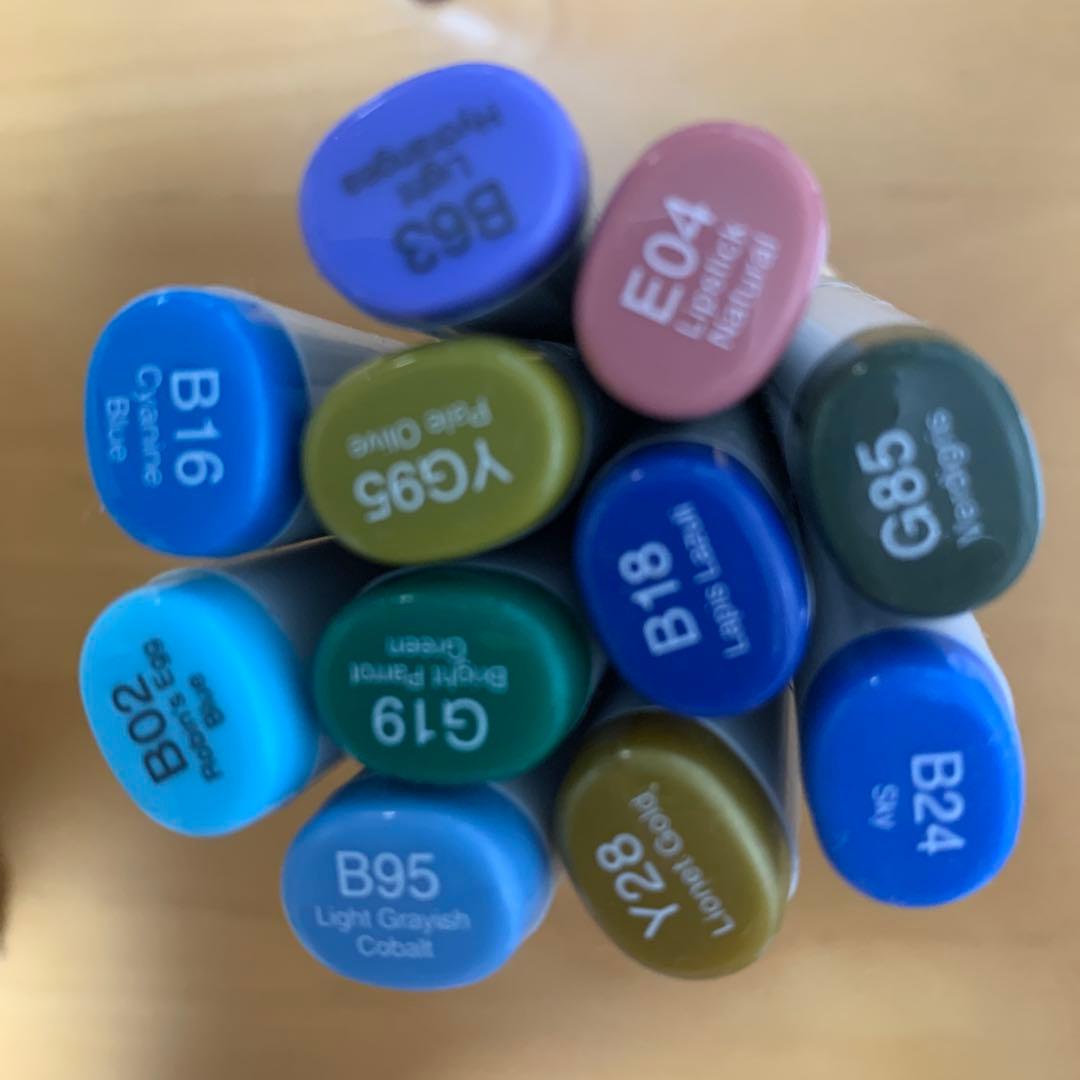 B63
Light
Hydrangea
E04
Lipstick
Natural
B16
Cyanine
Blue
YG95
Pale Olive
G85
Verdigris
B18
Lapis Lazuli
B02
Robin's Egg
Blue
G19
Bright Parrot
Green
B24
Sky
B95
Light Grayish
Cobalt
Y28
Lionet Gold